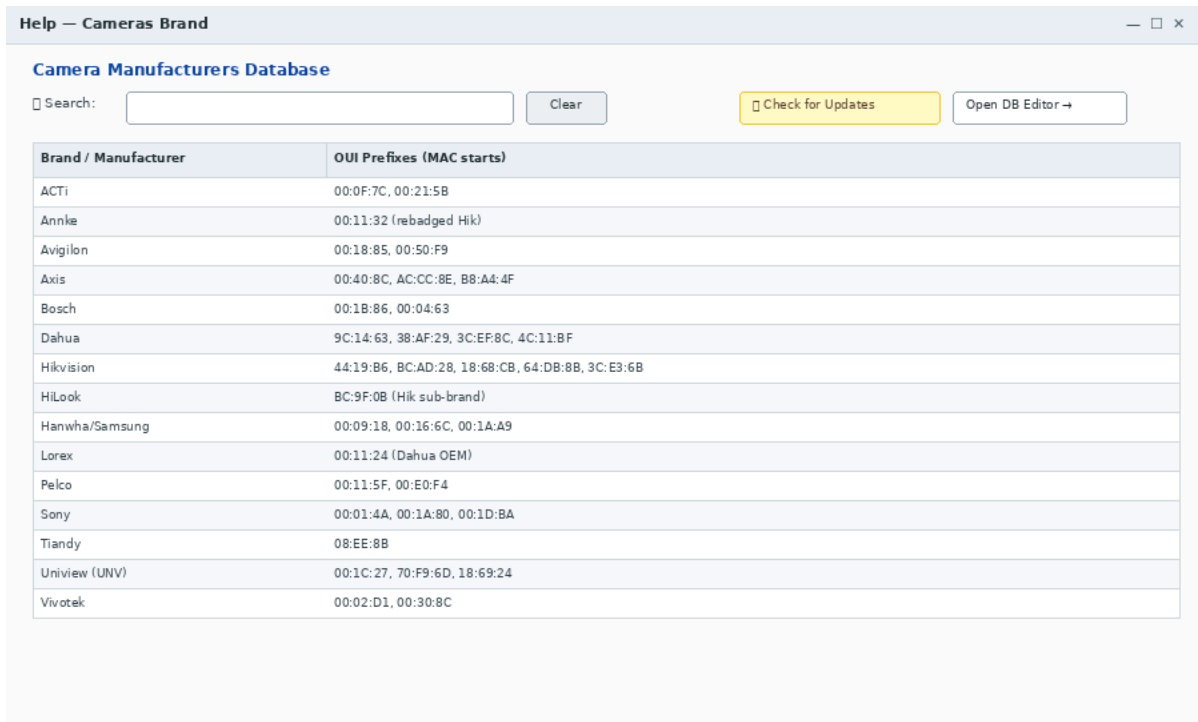 Help — Cameras Brand
Camera Manufacturers Database
Search:
Clear
Check for Updates
Open DB Editor →
Brand / Manufacturer OUI Prefixes (MAC starts)
ACTi 00:0F:7C, 00:21:5B
Annke 00:11:32 (rebadged Hik)
Avigilon 00:18:85, 00:50:F9
Axis 00:40:8C, AC:CC:8E, B8:A4:4F
Bosch 00:1B:86, 00:04:63
Dahua 9C:14:63, 38:AF:29, 3C:EF:8C, 4C:11:BF
Hikvision 44:19:B6, BC:AD:28, 18:68:CB, 64:DB:8B, 3C:E3:6B
HiLook BC:9F:0B (Hik sub-brand)
Hanwha/Samsung 00:09:18, 00:16:6C, 00:1A:A9
Lorex 00:11:24 (Dahua OEM)
Pelco 00:11:5F, 00:E0:F4
Sony 00:01:4A, 00:1A:80, 00:1D:BA
Tiandy 08:EE:8B
Uniview (UNV) 00:1C:27, 70:F9:6D, 18:69:24
Vivotek 00:02:D1, 00:30:8C